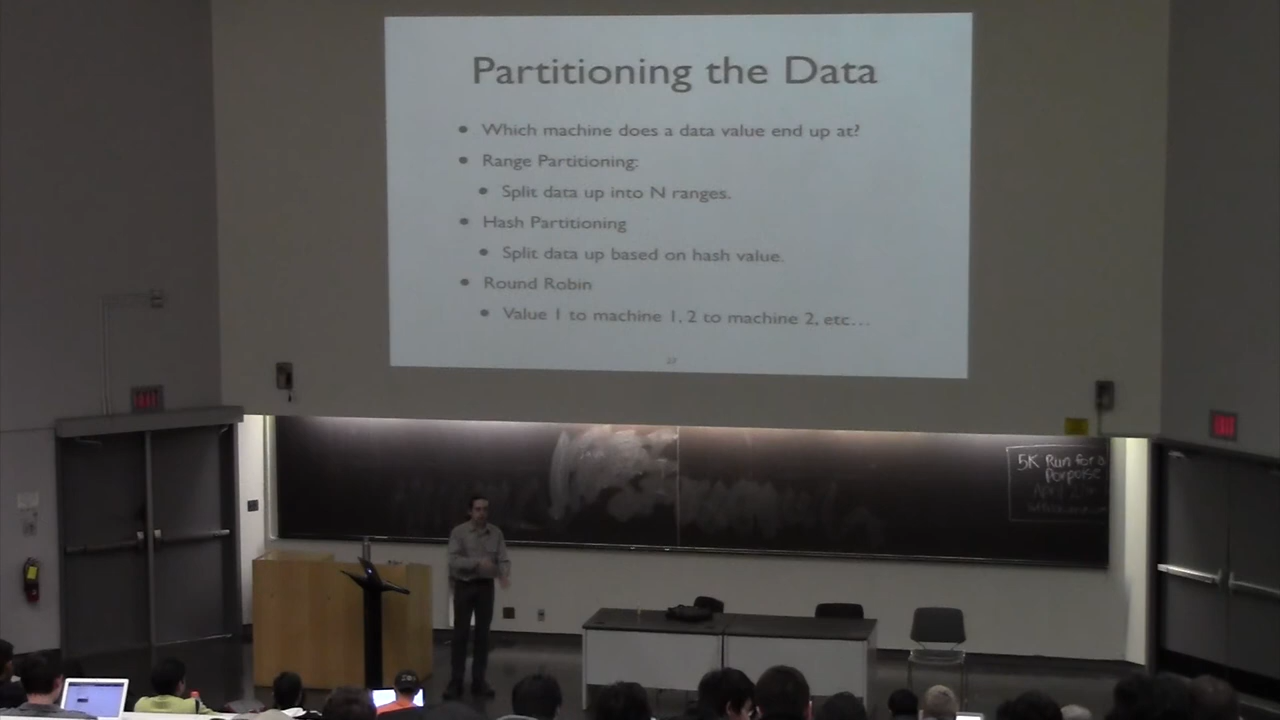 Partitioning the Data
• Which machine does a data value end up at?
• Range Partitioning:
• Split data up into N ranges.
• Hash Partitioning
• Split data up based on hash value.
• Round Robin
• Value 1 to machine 1, 2 to machine 2, etc…
5K Run for a
Porpoise